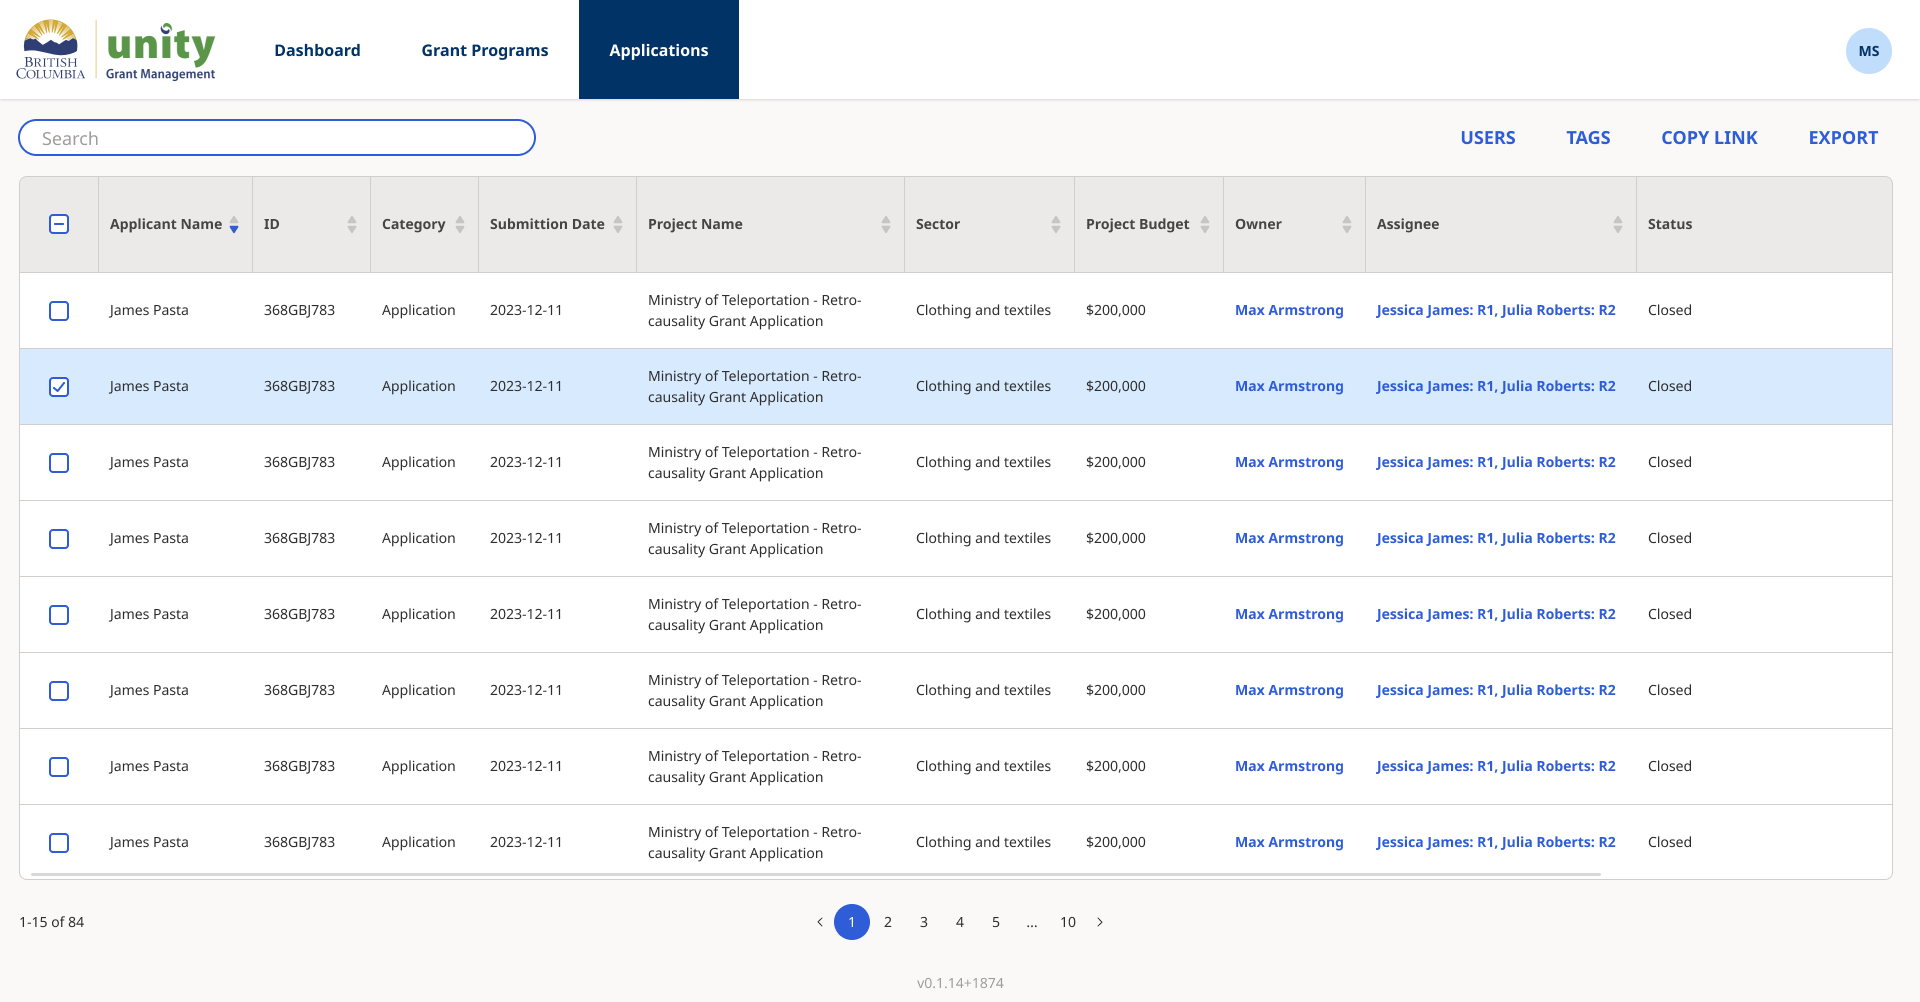 BRITISH
COLUMBIA
unity
Grant Management
Dashboard Grant Programs Applications
MS
Search
USERS TAGS COPY LINK EXPORT
Applicant Name ID Category Submittion Date Project Name Sector Project Budget Owner Assignee Status
James Pasta 368GBJ783 Application 2023-12-11 Ministry of Teleportation - Retro-
causality Grant Application Clothing and textiles $200,000 Max Armstrong Jessica James: R1, Julia Roberts: R2 Closed
James Pasta 368GBJ783 Application 2023-12-11 Ministry of Teleportation - Retro-
causality Grant Application Clothing and textiles $200,000 Max Armstrong Jessica James: R1, Julia Roberts: R2 Closed
James Pasta 368GBJ783 Application 2023-12-11 Ministry of Teleportation - Retro-
causality Grant Application Clothing and textiles $200,000 Max Armstrong Jessica James: R1, Julia Roberts: R2 Closed
James Pasta 368GBJ783 Application 2023-12-11 Ministry of Teleportation - Retro-
causality Grant Application Clothing and textiles $200,000 Max Armstrong Jessica James: R1, Julia Roberts: R2 Closed
James Pasta 368GBJ783 Application 2023-12-11 Ministry of Teleportation - Retro-
causality Grant Application Clothing and textiles $200,000 Max Armstrong Jessica James: R1, Julia Roberts: R2 Closed
James Pasta 368GBJ783 Application 2023-12-11 Ministry of Teleportation - Retro-
causality Grant Application Clothing and textiles $200,000 Max Armstrong Jessica James: R1, Julia Roberts: R2 Closed
James Pasta 368GBJ783 Application 2023-12-11 Ministry of Teleportation - Retro-
causality Grant Application Clothing and textiles $200,000 Max Armstrong Jessica James: R1, Julia Roberts: R2 Closed
James Pasta 368GBJ783 Application 2023-12-11 Ministry of Teleportation - Retro-
causality Grant Application Clothing and textiles $200,000 Max Armstrong Jessica James: R1, Julia Roberts: R2 Closed
1-15 of 84 1 2 3 4 5 ... 10
v0.1.14+1874